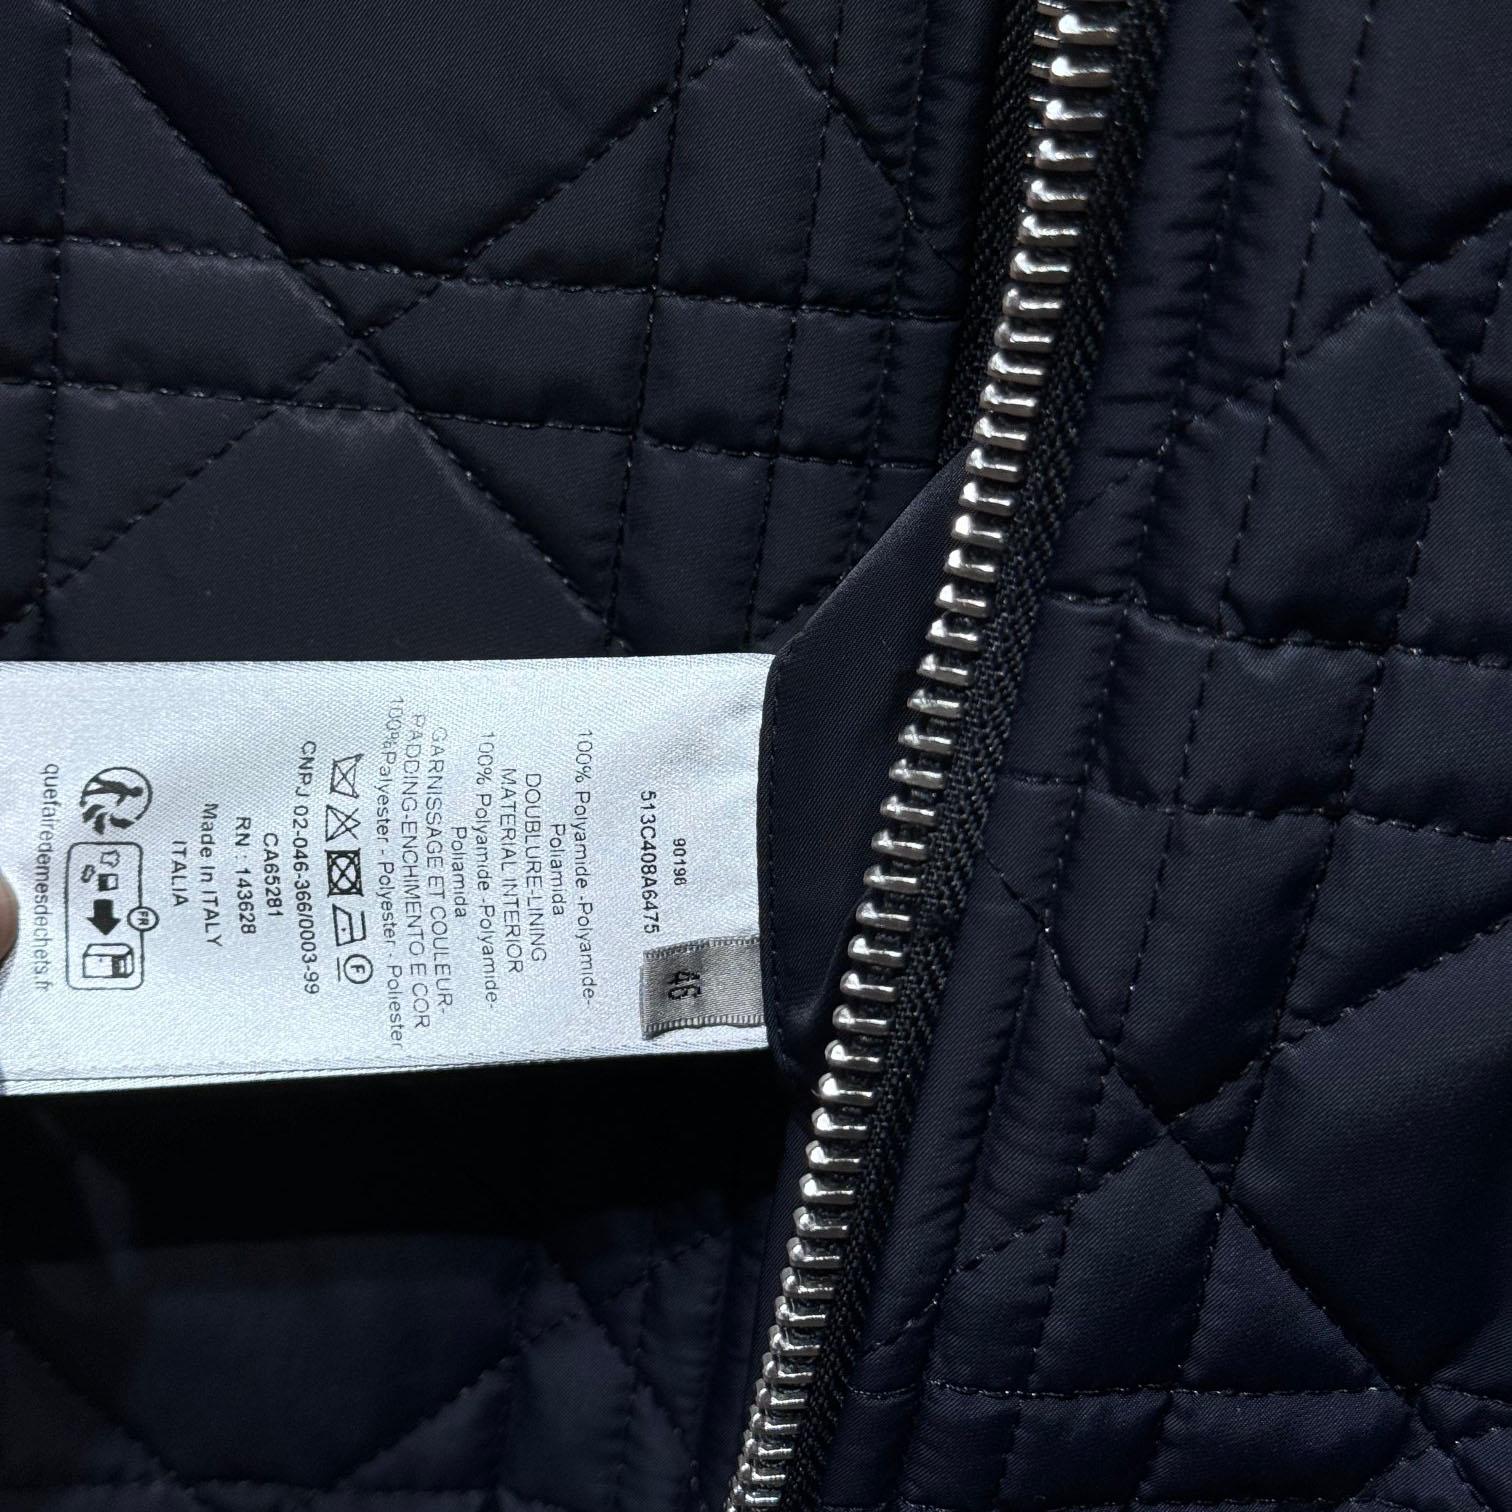 90196
513C408A6475
46
100% Polyamide -Polyamide-
Poliamida
DOUBLURE-LINING
MATERIAL INTERIOR
100% Polyamide -Polyamide-
Poliamida
GARNISSAGE ET COULEUR-
PADDING-ENCHIMENTO E COR
100%Palyester - Polyester - Poliester
F
CNPJ 02-046-366/0003-99
CA65281
RN : 143628
Made In ITALY
ITALIA
FR
quefairedemesdechets.fr